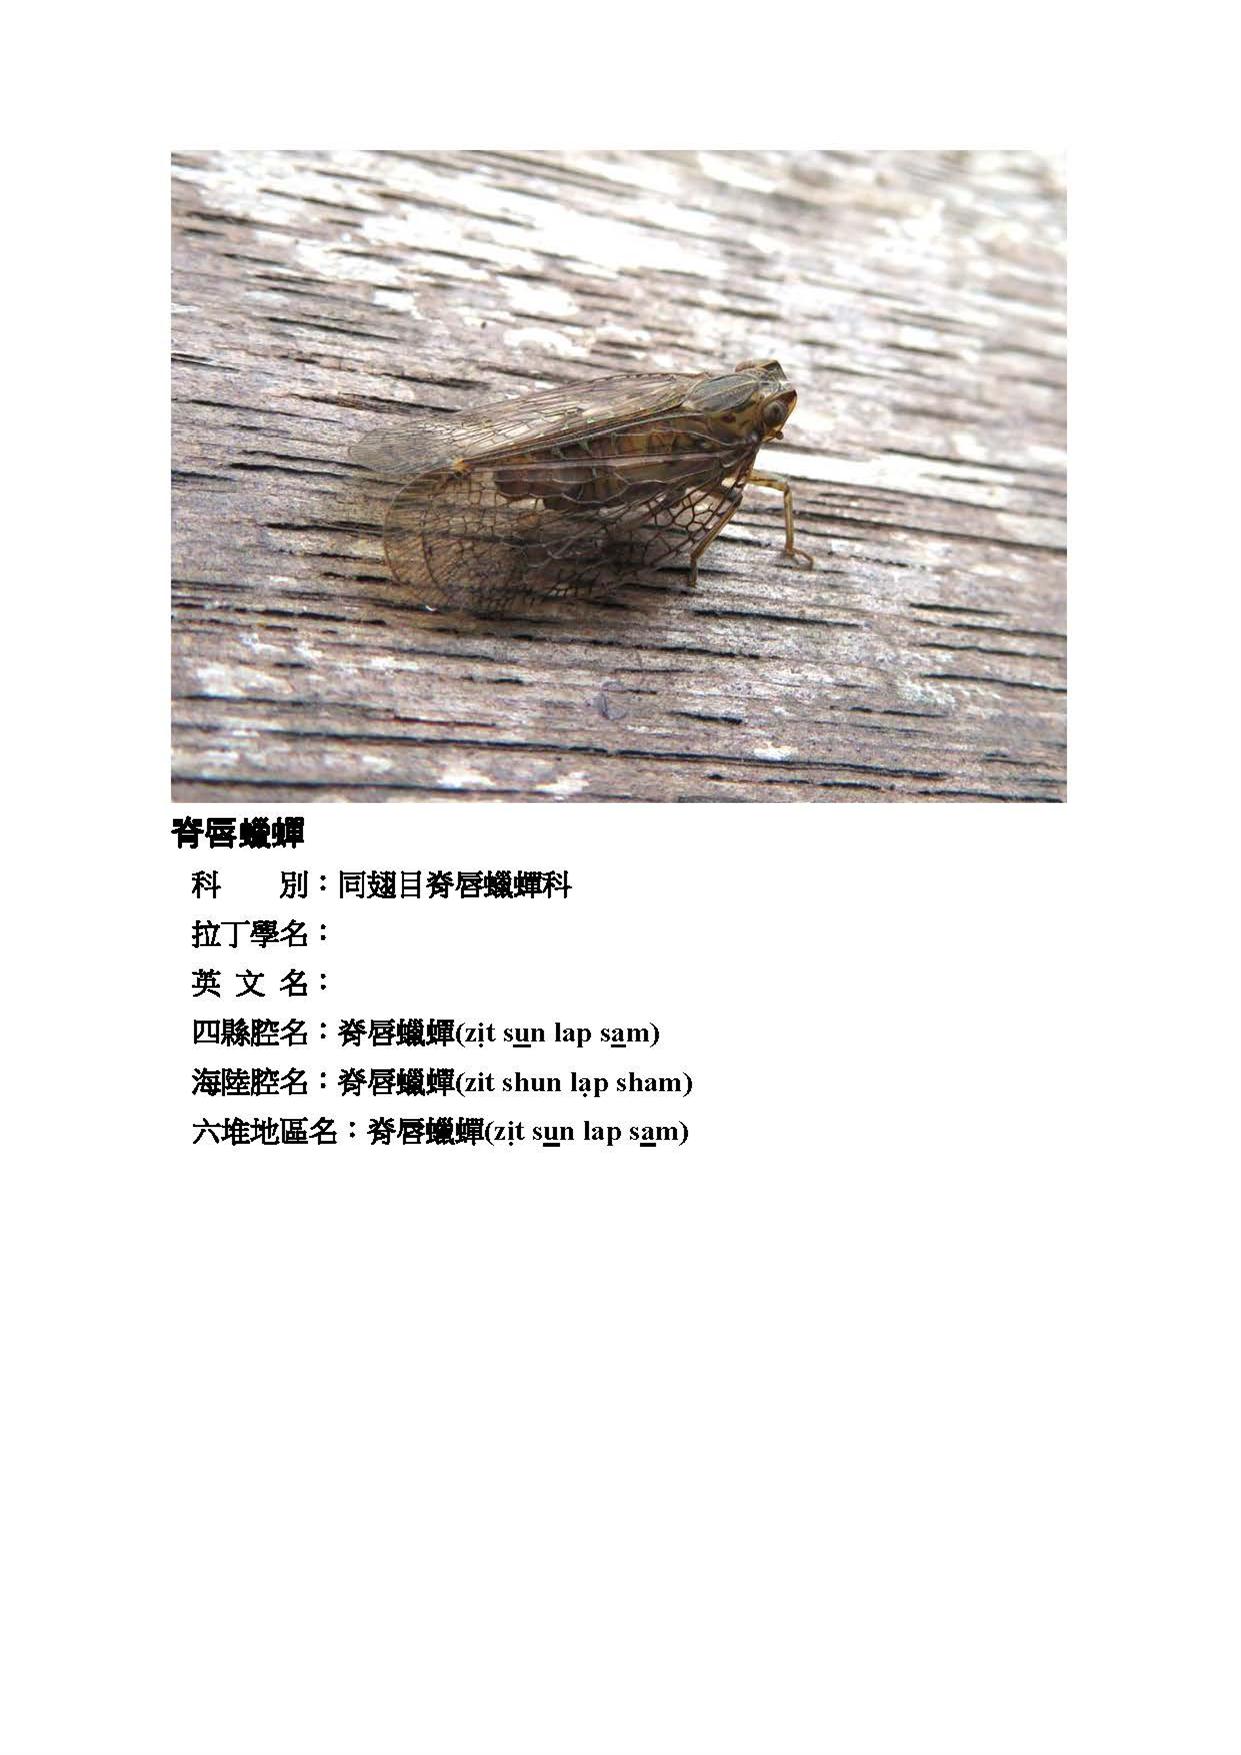 脊唇蠟蟬
科　　別：同翅目脊唇蠟蟬科
拉丁學名：
英 文 名：
四縣腔名：脊唇蠟蟬(zịt su̲n lap sa̲m)
海陸腔名：脊唇蠟蟬(zit shun lạp sham)
六堆地區名：脊唇蠟蟬(zịt su̲n lap sa̲m)